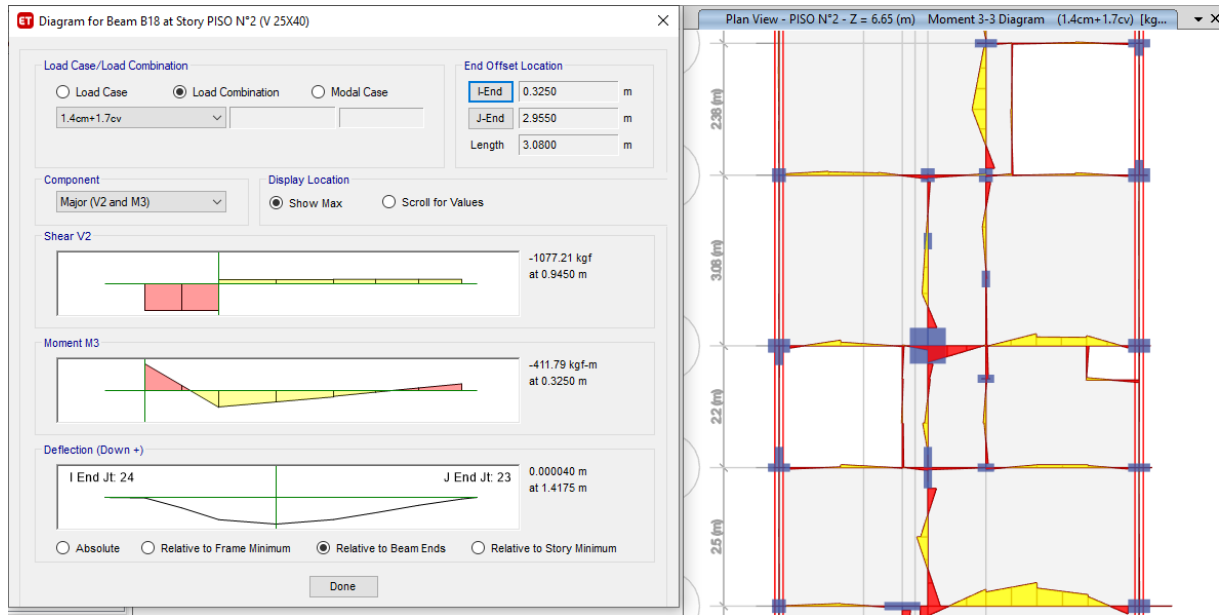 ET Diagram for Beam B18 at Story PISO N°2 (V 25X40)
Load Case/Load Combination
Load Case Load Combination Modal Case
1.4cm+1.7cv
End Offset Location
I-End 0.3250 m
J-End 2.9550 m
Length 3.0800 m
Component
Major (V2 and M3)
Display Location
Show Max Scroll for Values
Shear V2
-1077.21 kgf
at 0.9450 m
Moment M3
-411.79 kgf-m
at 0.3250 m
Deflection (Down +)
I End Jt: 24 J End Jt: 23
0.000040 m
at 1.4175 m
Absolute Relative to Frame Minimum Relative to Beam Ends Relative to Story Minimum
Done
Plan View - PISO N°2 - Z = 6.65 (m) Moment 3-3 Diagram (1.4cm+1.7cv) [kg...
2.38 (m)
3.08 (m)
2.2 (m)
2.5 (m)